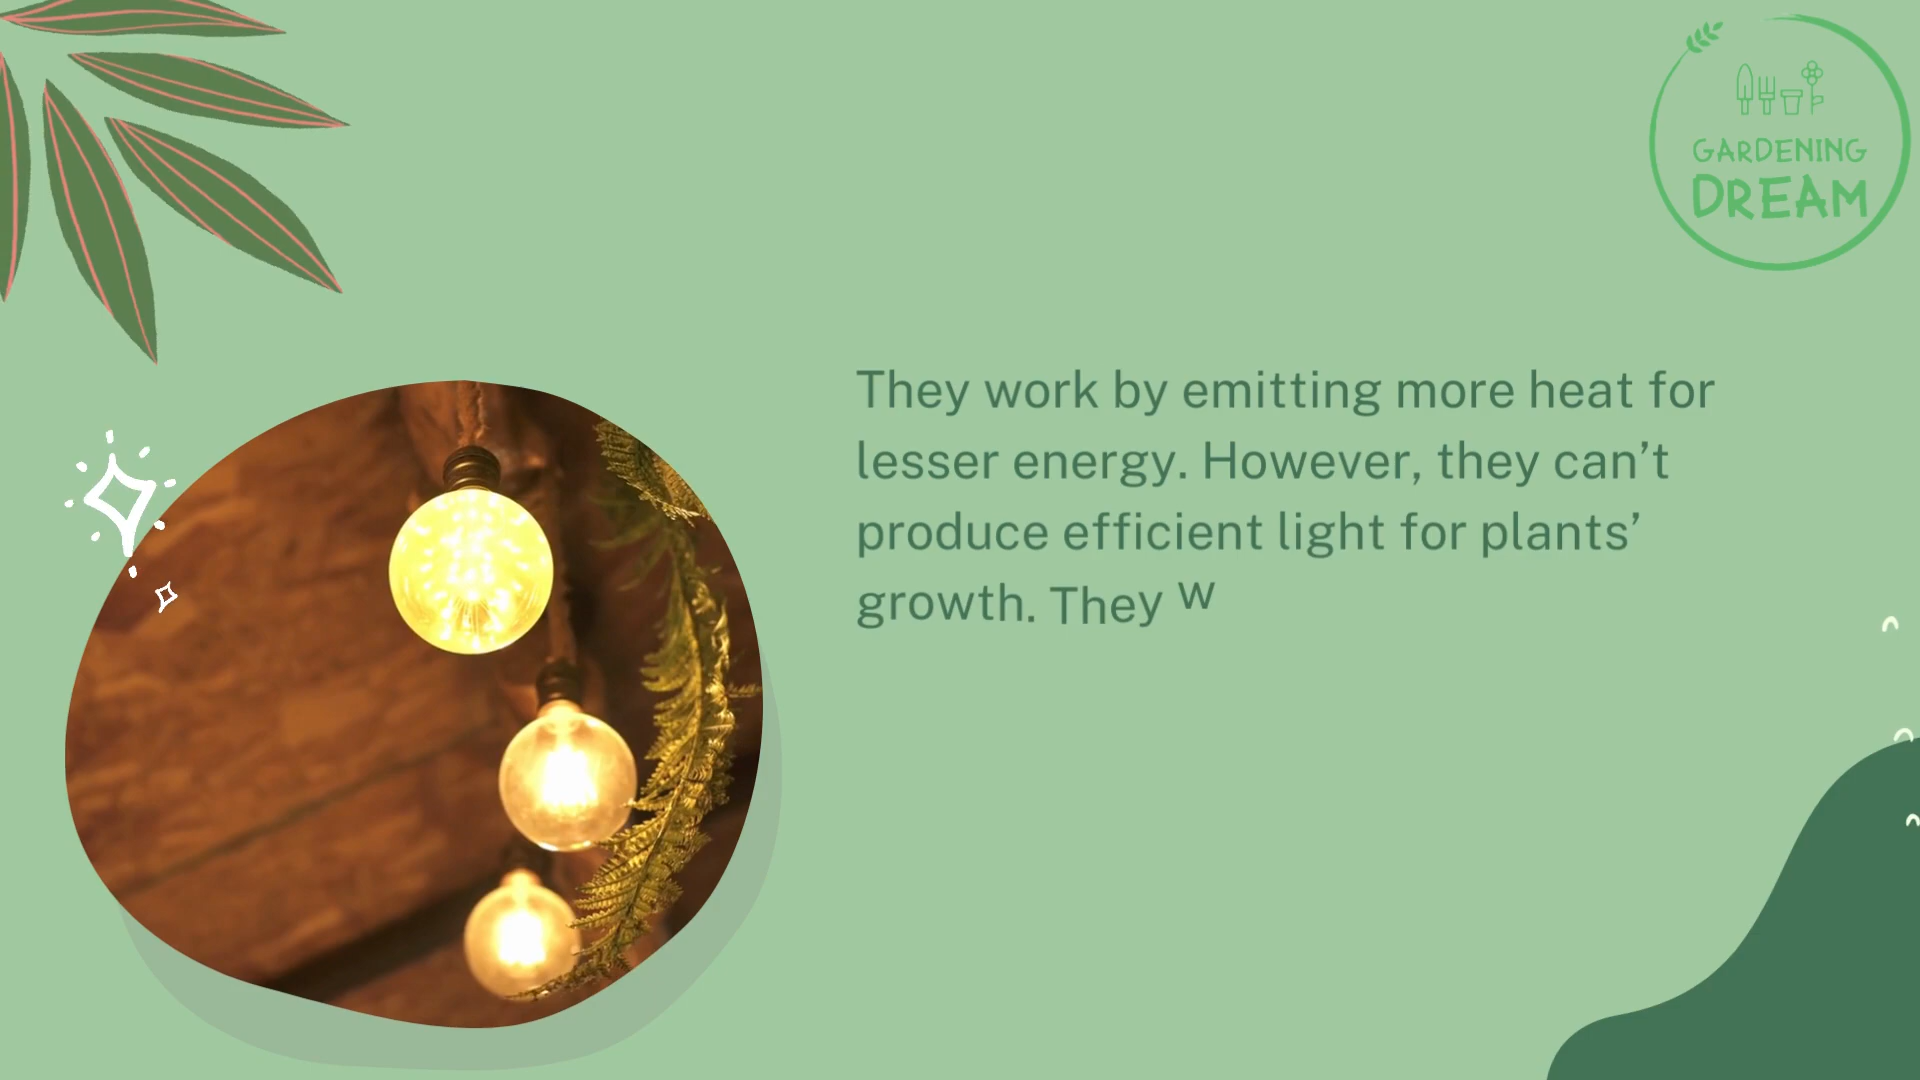 GARDENING
DREAM
They work by emitting more heat for
lesser energy. However, they can’t
produce efficient light for plants’
growth. They w